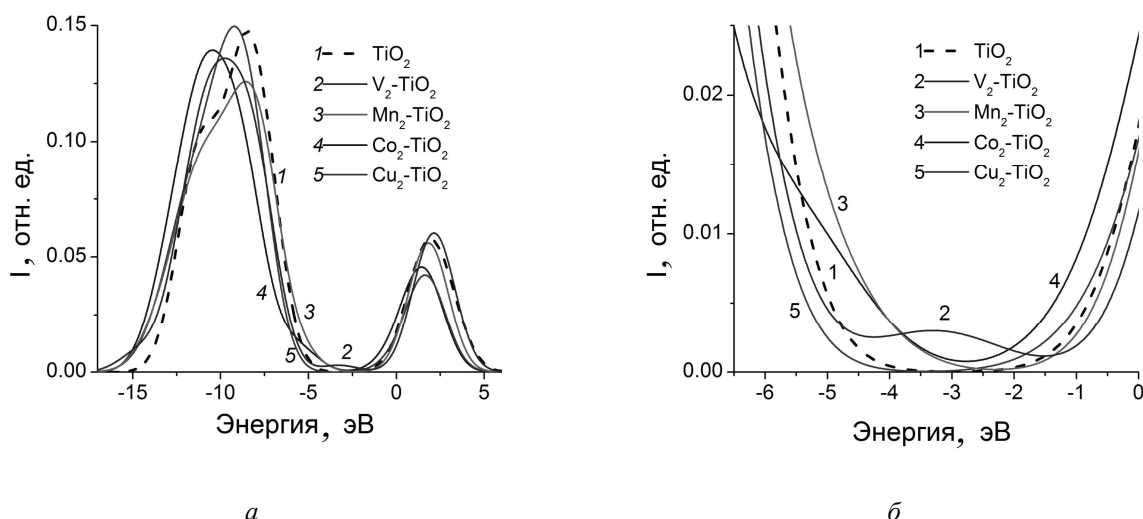 0.15
0.10
0.05
0.00
I, отн. ед.
-15
-10
-5
0
5
Энергия, эВ
1 TiO₂
2 V₂-TiO₂
3 Mn₂-TiO₂
4 Co₂-TiO₂
5 Cu₂-TiO₂
1
4
3
5
2
а
0.02
0.01
0.00
I, отн. ед.
-6
-5
-4
-3
-2
-1
0
Энергия, эВ
1 TiO₂
2 V₂-TiO₂
3 Mn₂-TiO₂
4 Co₂-TiO₂
5 Cu₂-TiO₂
3
1
5
2
4
б